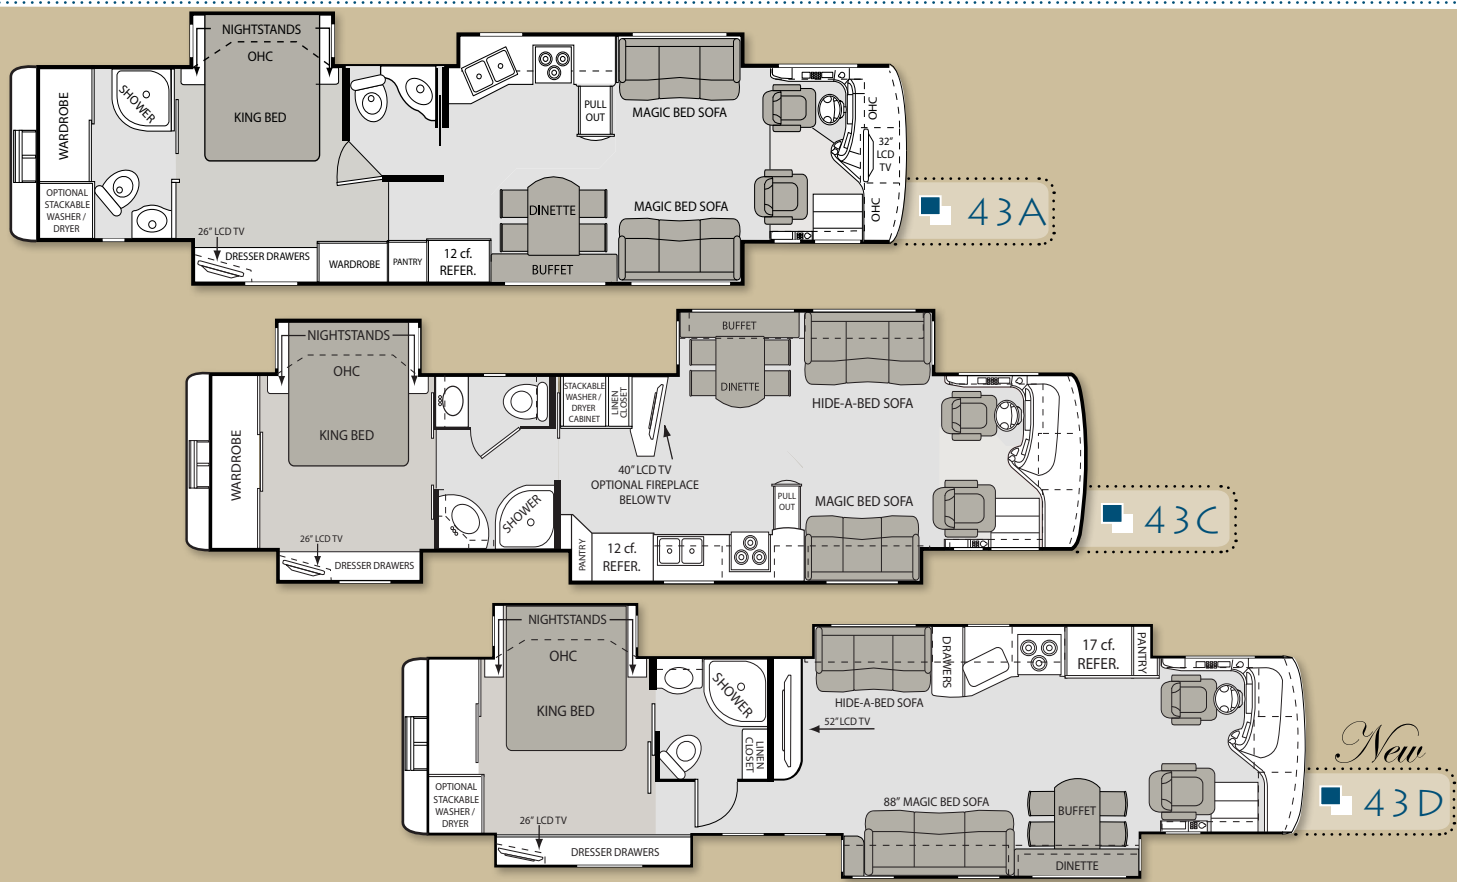 NIGHTSTANDS
OHC
KING BED
WARDROBE
SHOWER
OPTIONAL
STACKABLE
WASHER /
DRYER
26" LCD TV
DRESSER DRAWERS
WARDROBE
PANTRY
12 cf.
REFER.
PULL
OUT
MAGIC BED SOFA
DINETTE
BUFFET
MAGIC BED SOFA
OHC
32"
LCD
TV
OHC
43A
NIGHTSTANDS
OHC
KING BED
WARDROBE
26" LCD TV
DRESSER DRAWERS
SHOWER
STACKABLE
WASHER /
DRYER
CABINET
LINEN
CLOSET
40" LCD TV
OPTIONAL FIREPLACE
BELOW TV
BUFFET
DINETTE
HIDE-A-BED SOFA
PANTRY
12 cf.
REFER.
PULL
OUT
MAGIC BED SOFA
43C
NIGHTSTANDS
OHC
KING BED
OPTIONAL
STACKABLE
WASHER /
DRYER
26" LCD TV
DRESSER DRAWERS
SHOWER
LINEN
CLOSET
52" LCD TV
HIDE-A-BED SOFA
DRAWERS
17 cf.
REFER.
PANTRY
88" MAGIC BED SOFA
BUFFET
DINETTE
New
43D